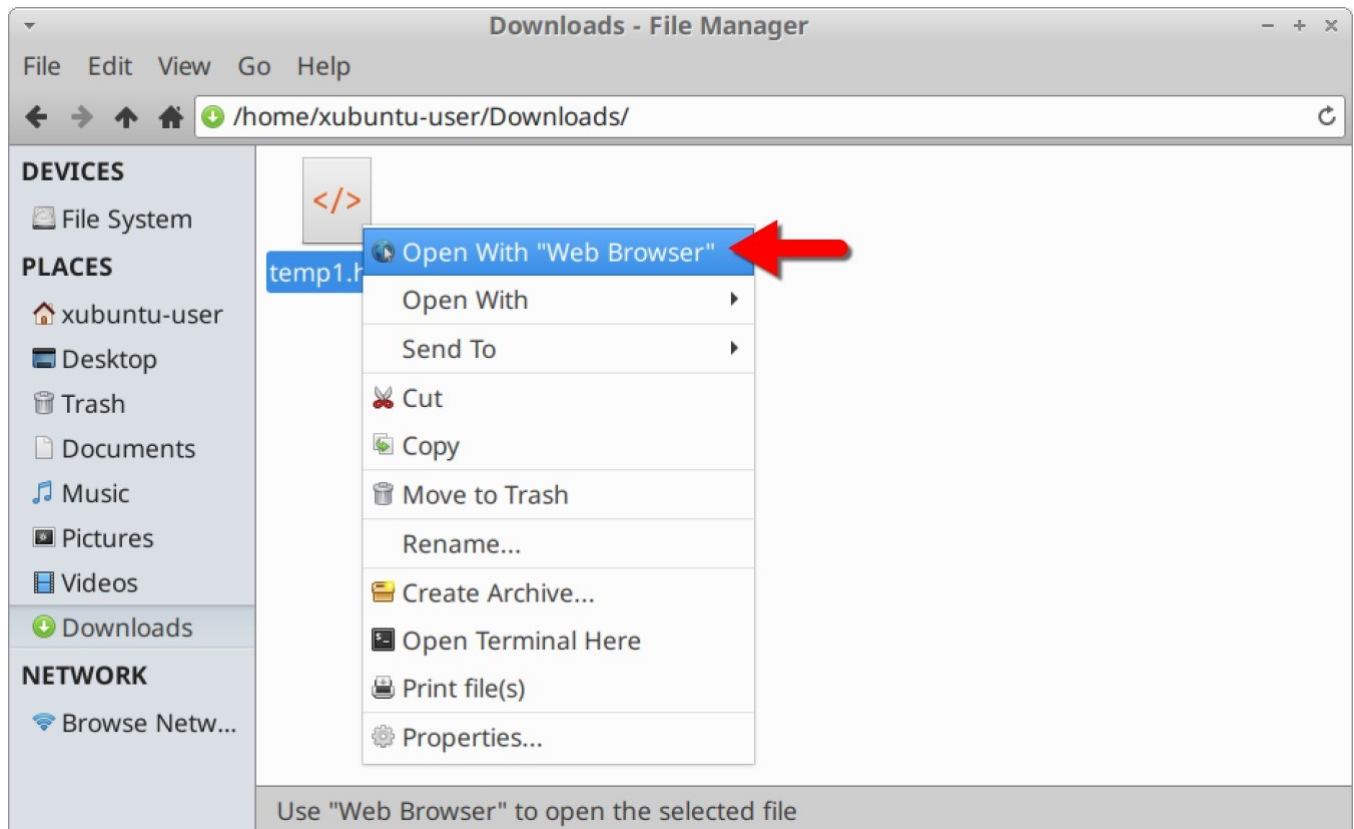 Downloads - File Manager
File Edit View Go Help
/home/xubuntu-user/Downloads/
DEVICES
File System
PLACES
xubuntu-user
Desktop
Trash
Documents
Music
Pictures
Videos
Downloads
NETWORK
Browse Netw...
</>
temp1.h
Open With "Web Browser"
Open With
Send To
Cut
Copy
Move to Trash
Rename...
Create Archive...
Open Terminal Here
Print file(s)
Properties...
Use "Web Browser" to open the selected file